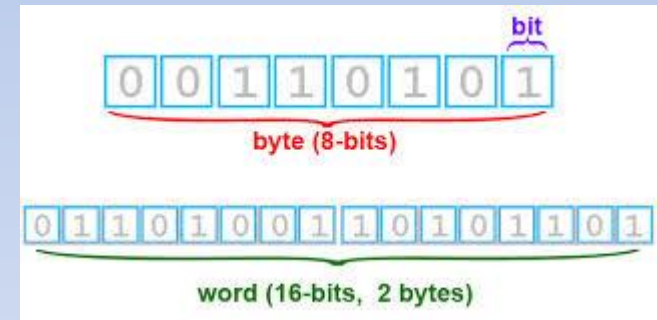 bit
0 0 1 1 0 1 0 1
byte (8-bits)
0 1 1 0 1 0 0 1 1 0 1 0 1 1 0 1
word (16-bits, 2 bytes)